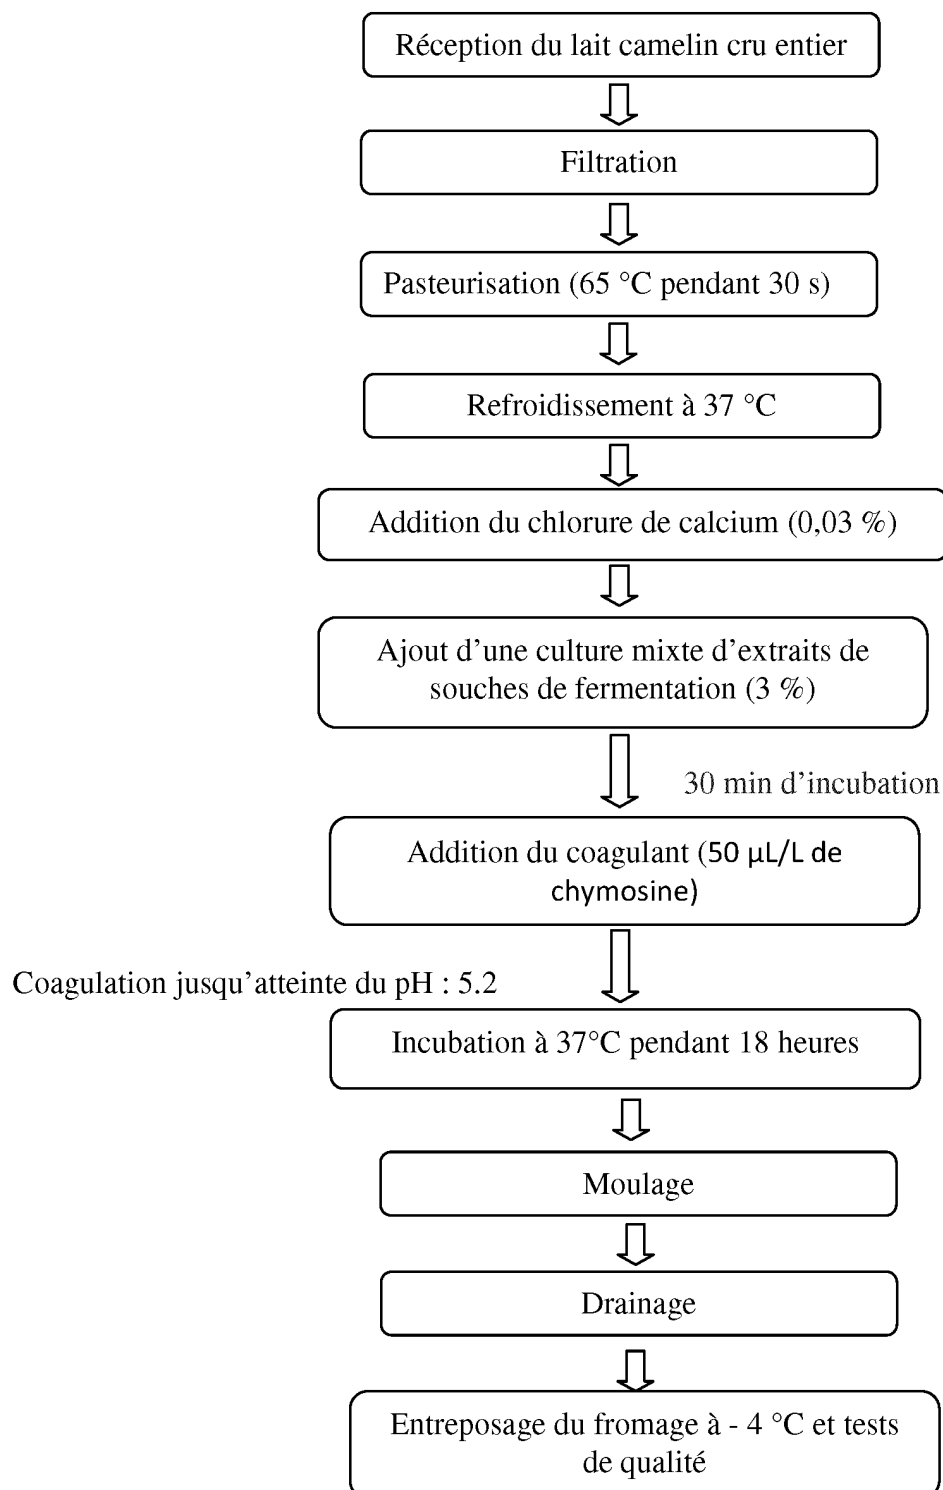 Réception du lait camelin cru entier
Filtration
Pasteurisation (65 °C pendant 30 s)
Refroidissement à 37 °C
Addition du chlorure de calcium (0,03 %)
Ajout d’une culture mixte d’extraits de
souches de fermentation (3 %)
30 min d’incubation
Addition du coagulant (50 µL/L de
chymosine)
Coagulation jusqu’atteinte du pH : 5.2
Incubation à 37°C pendant 18 heures
Moulage
Drainage
Entreposage du fromage à - 4 °C et tests
de qualité